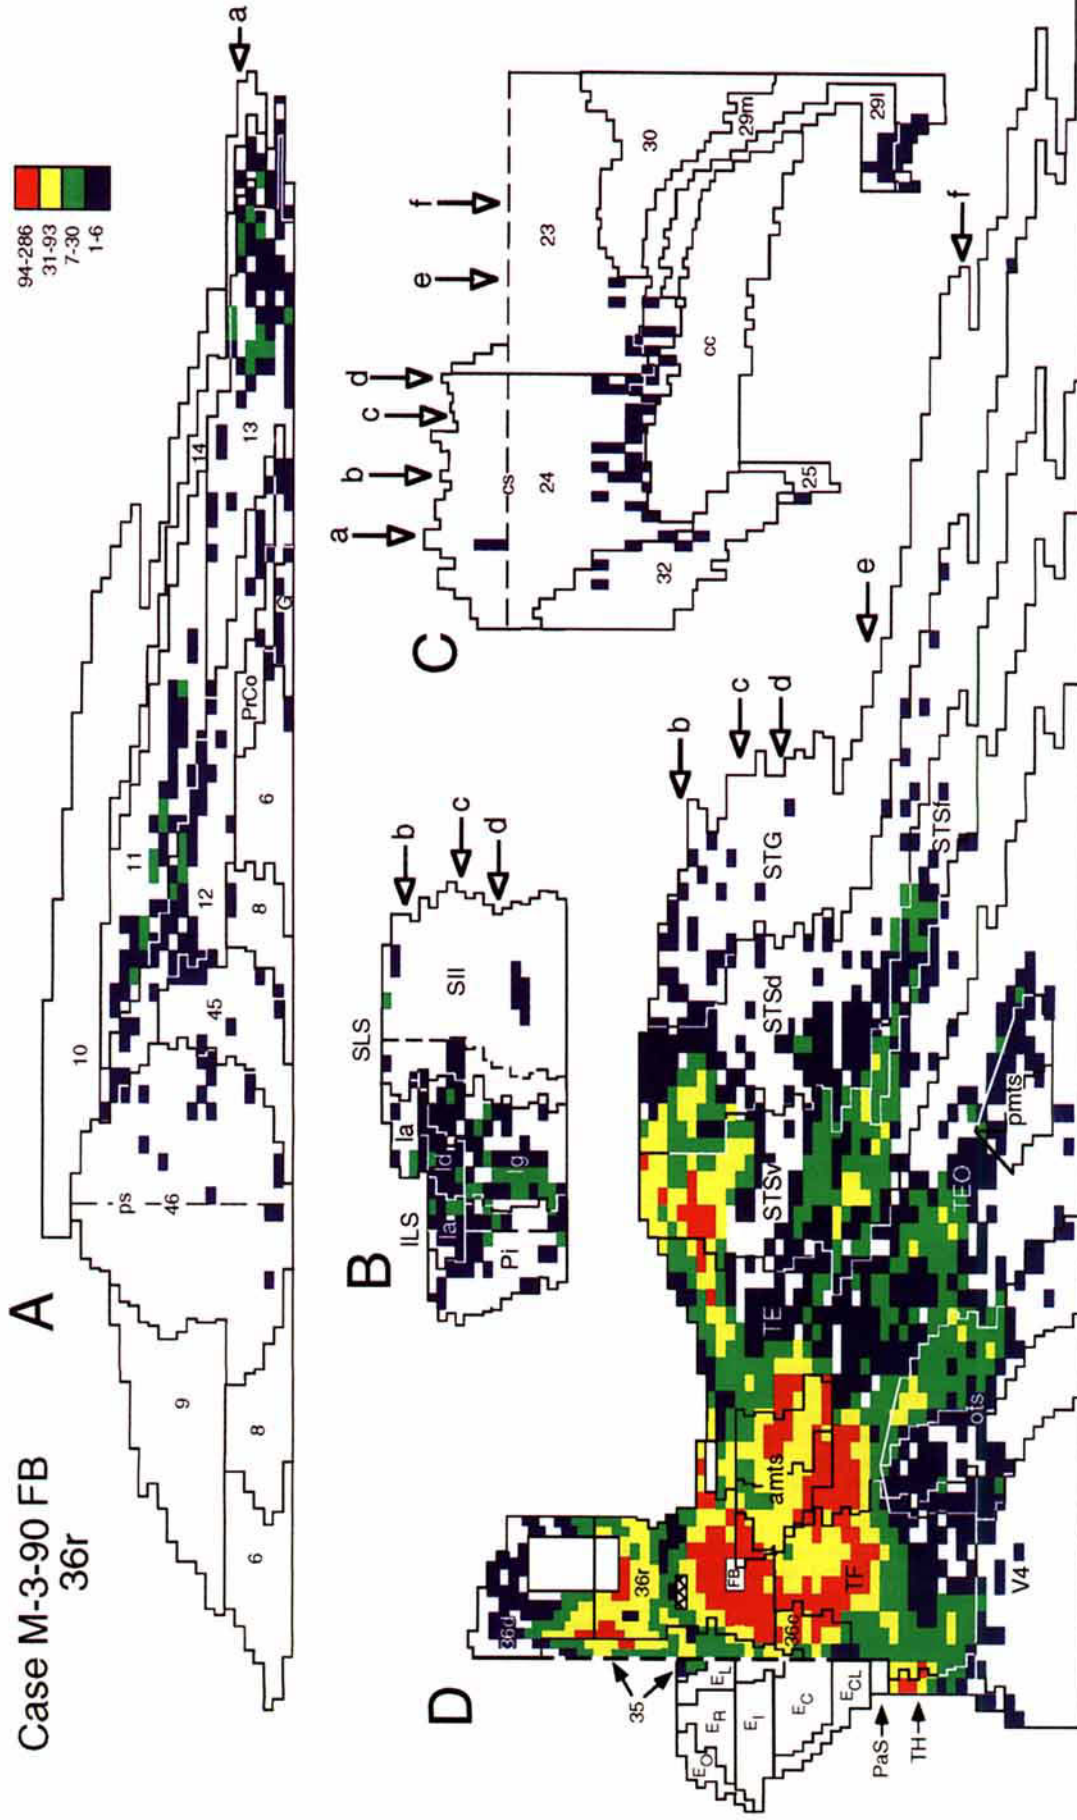 Case M-3-90 FB
36r
94-286
31-93
7-30
1-6
A
a
6
8
9
ps
46
10
45
11
12
8
6
PrCo
G
14
13
B
ILS
SLS
Ia
Ia
Id
Ig
Pi
SII
b
c
d
C
a
b
c
d
e
f
cs
24
32
25
cc
23
30
29m
29l
D
35
36d
36r
FB
36c
TF
amts
TE
STSv
STSd
STG
STSf
TEO
pmts
ots
V4
EO
ER
EL
EI
EC
ECL
PaS
TH
b
c
d
e
f